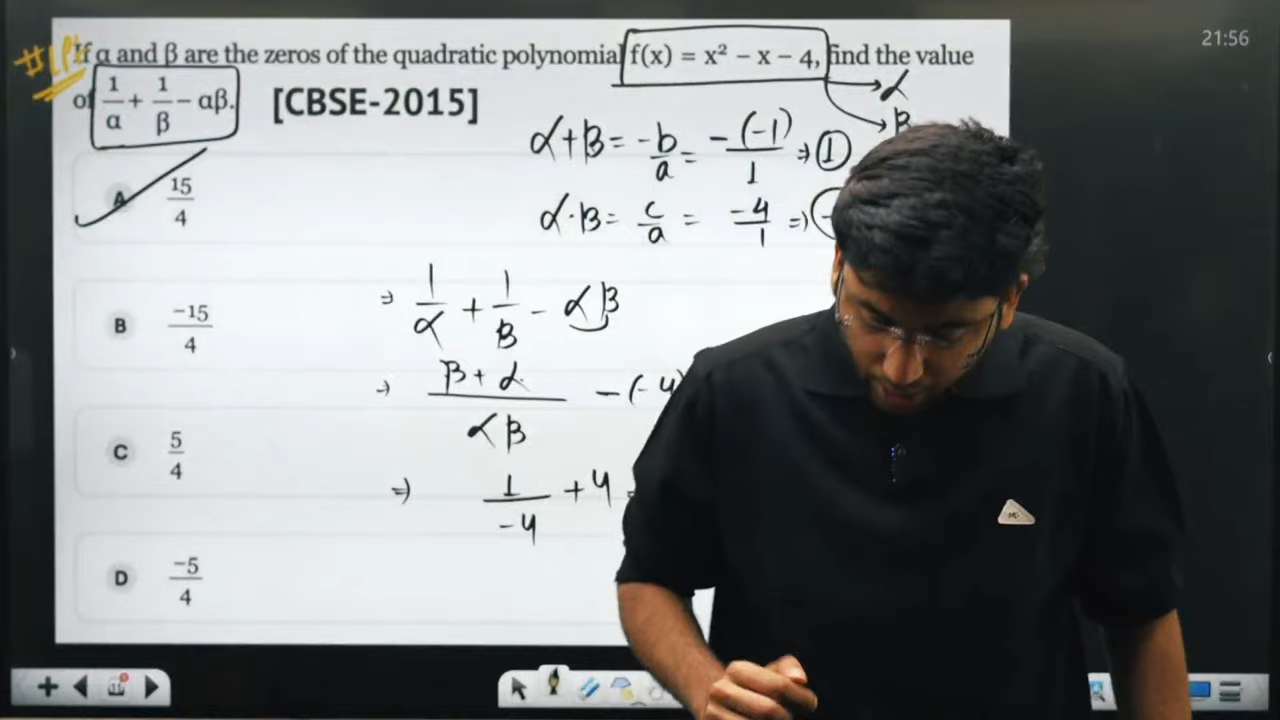 21:56
#LPL If α and β are the zeros of the quadratic polynomial f(x) = x² − x − 4, find the value
of 1/α + 1/β − αβ. [CBSE-2015]
α
β
α+β = -b/a = -(-1)/1 ⇒ 1
A 15/4
α·β = c/a = -4/1 ⇒
⇒ 1/α + 1/β - αβ
B -15/4
⇒ β+α/αβ -(-4)
C 5/4
⇒ 1/-4 + 4
D -5/4